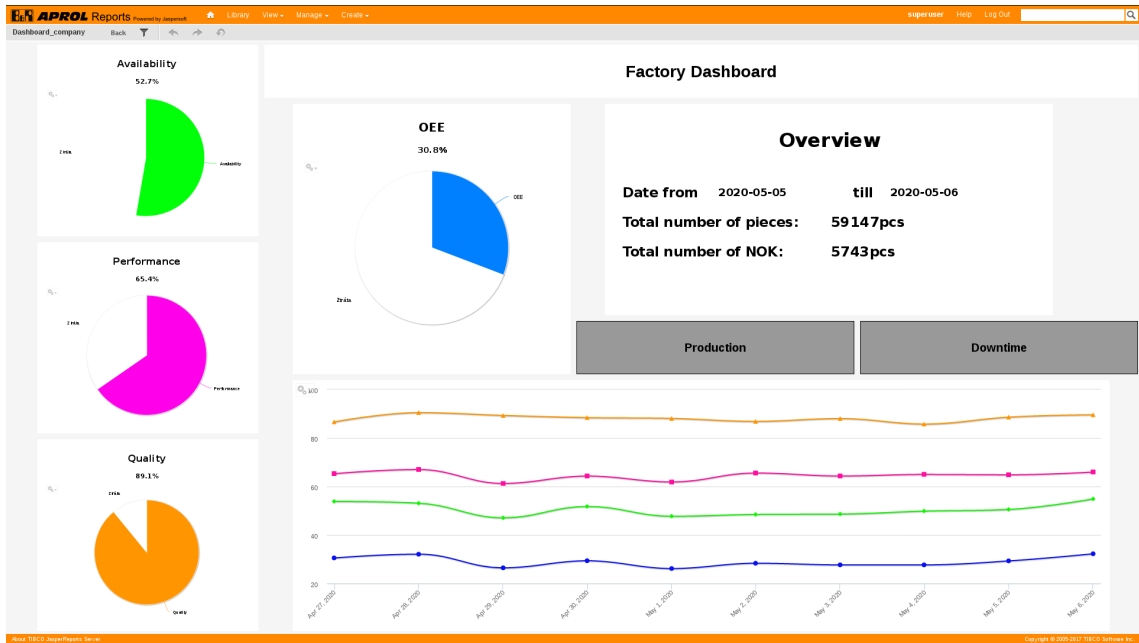 B&R APROL Reports Powered by Jaspersoft Library View Manage Create superuser Help Log Out
Dashboard_company Back
Availability
52.7%
Ztráta
Availability
Performance
65.4%
Ztráta
Performance
Quality
89.1%
Ztráta
Quality
Factory Dashboard
OEE
30.8%
OEE
Ztráta
Overview
Date from 2020-05-05 till 2020-05-06
Total number of pieces: 59147pcs
Total number of NOK: 5743pcs
Production
Downtime
100
80
60
40
20
Apr 27, 2020
Apr 28, 2020
Apr 29, 2020
Apr 30, 2020
May 1, 2020
May 2, 2020
May 3, 2020
May 4, 2020
May 5, 2020
May 6, 2020
About TIBCO JasperReports Server
Copyright © 2005-2017 TIBCO Software Inc.